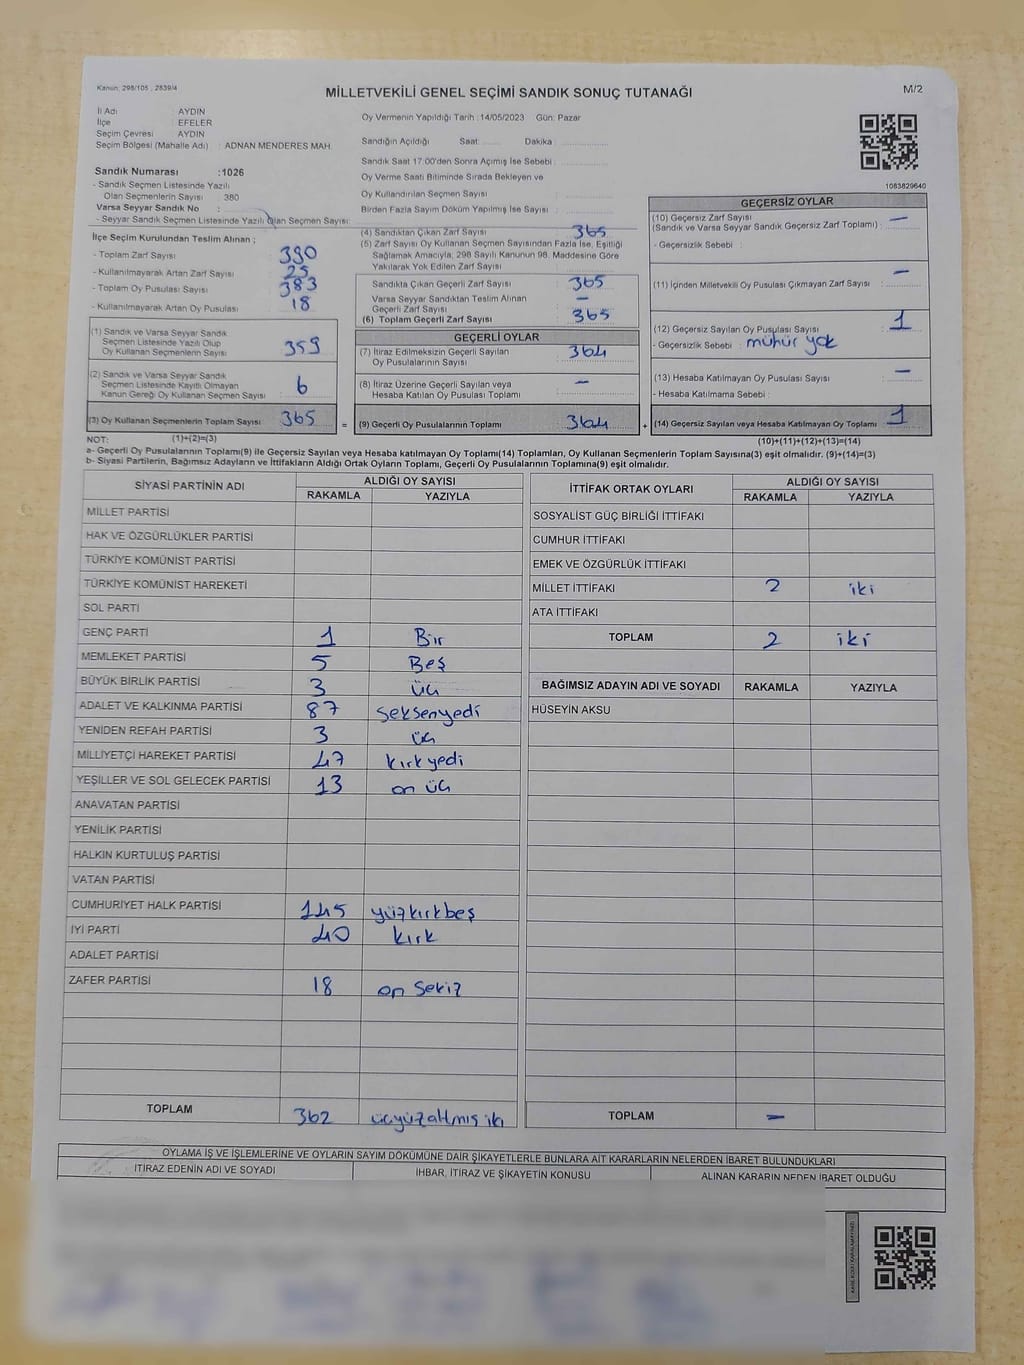 Kanun, 298/105 , 2839/4
MİLLETVEKİLİ GENEL SEÇİMİ SANDIK SONUÇ TUTANAĞI
M/2
İl Adı : AYDIN
İlçe : EFELER
Seçim Çevresi : AYDIN
Seçim Bölgesi (Mahalle Adı) : ADNAN MENDERES MAH.
Sandık Numarası :1026
- Sandık Seçmen Listesinde Yazılı
Olan Seçmenlerin Sayısı : 380
Varsa Seyyar Sandık No :
- Seyyar Sandık Seçmen Listesinde Yazılı Olan Seçmen Sayısı:
Oy Vermenin Yapıldığı Tarih :14/05/2023 Gün: Pazar
Sandığın Açıldığı Saat: Dakika :
Sandık Saat 17.00'den Sonra Açımış İse Sebebi :
Oy Verme Saati Bitiminde Sırada Bekleyen ve
Oy Kullandırılan Seçmen Sayısı :
Birden Fazla Sayım Döküm Yapılmış İse Sayısı :
1083829640
İlçe Seçim Kurulundan Teslim Alınan ;
- Toplam Zarf Sayısı : 390
- Kullanılmayarak Artan Zarf Sayısı : 25
- Toplam Oy Pusulası Sayısı : 383
- Kullanılmayarak Artan Oy Pusulası : 18
(1) Sandık ve Varsa Seyyar Sandık
Seçmen Listesinde Yazılı Olup
Oy Kullanan Seçmenlerin Sayısı : 359
(2) Sandık ve Varsa Seyyar Sandık
Seçmen Listesinde Kayıtlı Olmayan
Kanun Gereği Oy Kullanan Seçmen Sayısı : 6
(3) Oy Kullanan Seçmenlerin Toplam Sayısı : 365
(4) Sandıktan Çıkan Zarf Sayısı : 365
(5) Zarf Sayısı Oy Kullanan Seçmen Sayısından Fazla İse, Eşitliği
Sağlamak Amacıyla, 298 Sayılı Kanunun 98. Maddesine Göre
Yakılarak Yok Edilen Zarf Sayısı :
Sandıkta Çıkan Geçerli Zarf Sayısı : 365
Varsa Seyyar Sandıktan Teslim Alınan
Geçerli Zarf Sayısı : -
(6) Toplam Geçerli Zarf Sayısı : 365
GEÇERLİ OYLAR
(7) İtiraz Edilmeksizin Geçerli Sayılan
Oy Pusulalarının Sayısı : 364
(8) İtiraz Üzerine Geçerli Sayılan veya
Hesaba Katılan Oy Pusulası Toplamı : -
= (9) Geçerli Oy Pusulalarının Toplamı : 364
GEÇERSİZ OYLAR
(10) Geçersiz Zarf Sayısı
(Sandık ve Varsa Seyyar Sandık Geçersiz Zarf Toplamı) : -
- Geçersizlik Sebebi :
(11) İçinden Milletvekili Oy Pusulası Çıkmayan Zarf Sayısı : -
(12) Geçersiz Sayılan Oy Pusulası Sayısı : 1
- Geçersizlik Sebebi : mühür yok
(13) Hesaba Katılmayan Oy Pusulası Sayısı : -
- Hesaba Katılmama Sebebi :
+ (14) Geçersiz Sayılan veya Hesaba Katılmayan Oy Toplamı : 1
NOT: (1)+(2)=(3)
(10)+(11)+(12)+(13)=(14)
a- Geçerli Oy Pusulalarının Toplamı(9) ile Geçersiz Sayılan veya Hesaba katılmayan Oy Toplamı(14) Toplamları, Oy Kullanan Seçmenlerin Toplam Sayısına(3) eşit olmalıdır. (9)+(14)=(3)
b- Siyasi Partilerin, Bağımsız Adayların ve İttifakların Aldığı Ortak Oyların Toplamı, Geçerli Oy Pusulalarının Toplamına(9) eşit olmalıdır.
SİYASİ PARTİNİN ADI ALDIĞI OY SAYISI
RAKAMLA YAZIYLA
MİLLET PARTİSİ
HAK VE ÖZGÜRLÜKLER PARTİSİ
TÜRKİYE KOMÜNİST PARTİSİ
TÜRKİYE KOMÜNİST HAREKETİ
SOL PARTİ
GENÇ PARTİ 1 Bir
MEMLEKET PARTİSİ 5 Beş
BÜYÜK BİRLİK PARTİSİ 3 üç
ADALET VE KALKINMA PARTİSİ 87 seksenyedi
YENİDEN REFAH PARTİSİ 3 üç
MİLLİYETÇİ HAREKET PARTİSİ 47 kırkyedi
YEŞİLLER VE SOL GELECEK PARTİSİ 13 on üç
ANAVATAN PARTİSİ
YENİLİK PARTİSİ
HALKIN KURTULUŞ PARTİSİ
VATAN PARTİSİ
CUMHURİYET HALK PARTİSİ 145 yüzkırkbeş
İYİ PARTİ 40 kırk
ADALET PARTİSİ
ZAFER PARTİSİ 18 on sekiz
TOPLAM 362 üçyüzaltmış iki
İTTİFAK ORTAK OYLARI ALDIĞI OY SAYISI
RAKAMLA YAZIYLA
SOSYALİST GÜÇ BİRLİĞİ İTTİFAKI
CUMHUR İTTİFAKI
EMEK VE ÖZGÜRLÜK İTTİFAKI
MİLLET İTTİFAKI 2 iki
ATA İTTİFAKI
TOPLAM 2 iki
BAĞIMSIZ ADAYIN ADI VE SOYADI RAKAMLA YAZIYLA
HÜSEYİN AKSU
TOPLAM -
OYLAMA İŞ VE İŞLEMLERİNE VE OYLARIN SAYIM DÖKÜMÜNE DAİR ŞİKAYETLERLE BUNLARA AİT KARARLARIN NELERDEN İBARET BULUNDUKLARI
İTİRAZ EDENİN ADI VE SOYADI İHBAR, İTİRAZ VE ŞİKAYETİN KONUSU ALINAN KARARIN NEDEN İBARET OLDUĞU